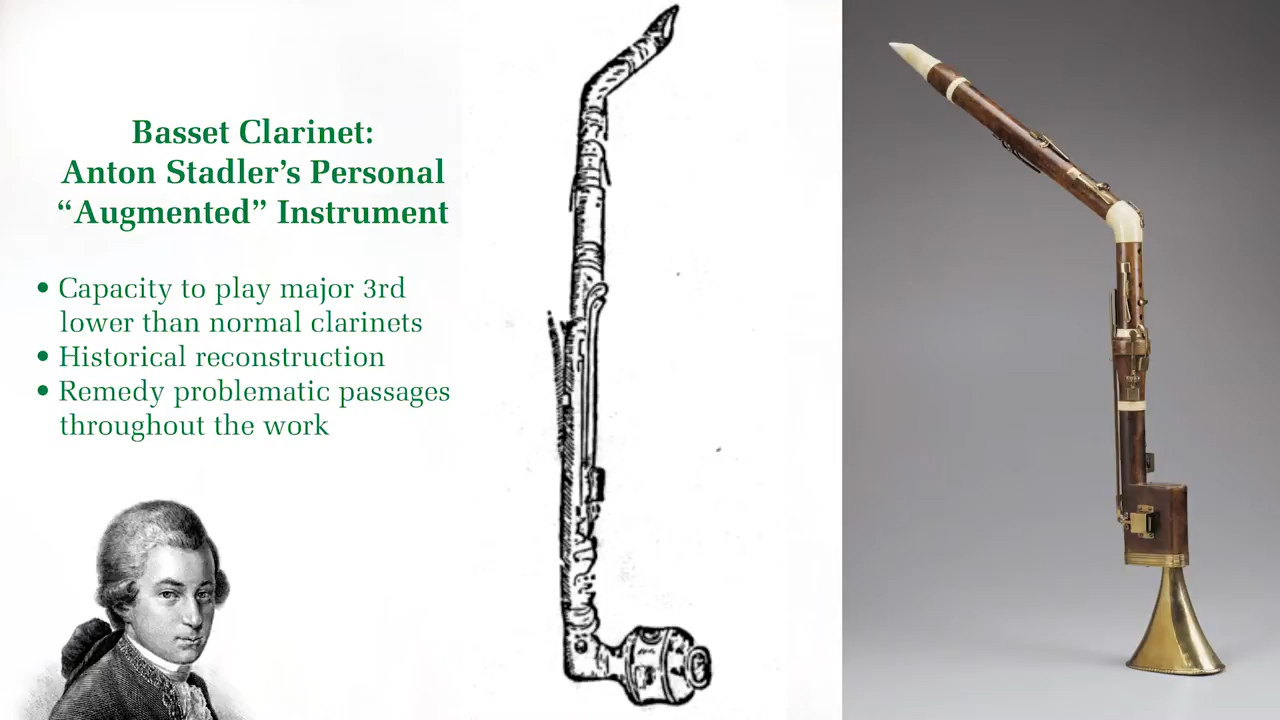 Basset Clarinet:
Anton Stadler’s Personal
“Augmented” Instrument
• Capacity to play major 3rd
lower than normal clarinets
• Historical reconstruction
• Remedy problematic passages
throughout the work